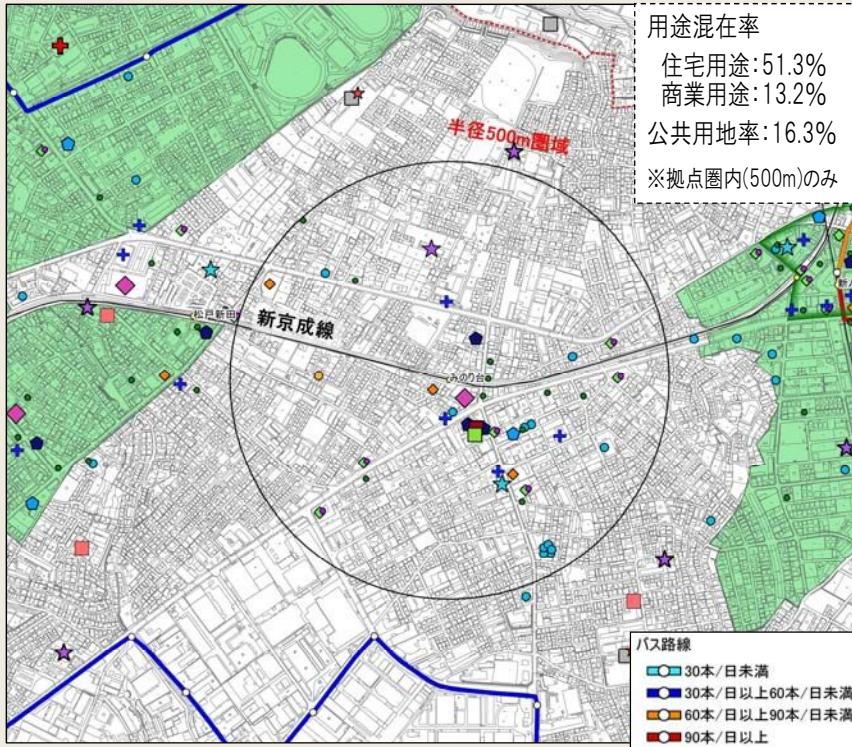 用途混在率
住宅用途:51.3%
商業用途:13.2%
公共用地率:16.3%
※拠点圏内(500m)のみ
半径500m圏域
松戸新田
新京成線
みのり台
新八
バス路線
30本/日未満
30本/日以上60本/日未満
60本/日以上90本/日未満
90本/日以上